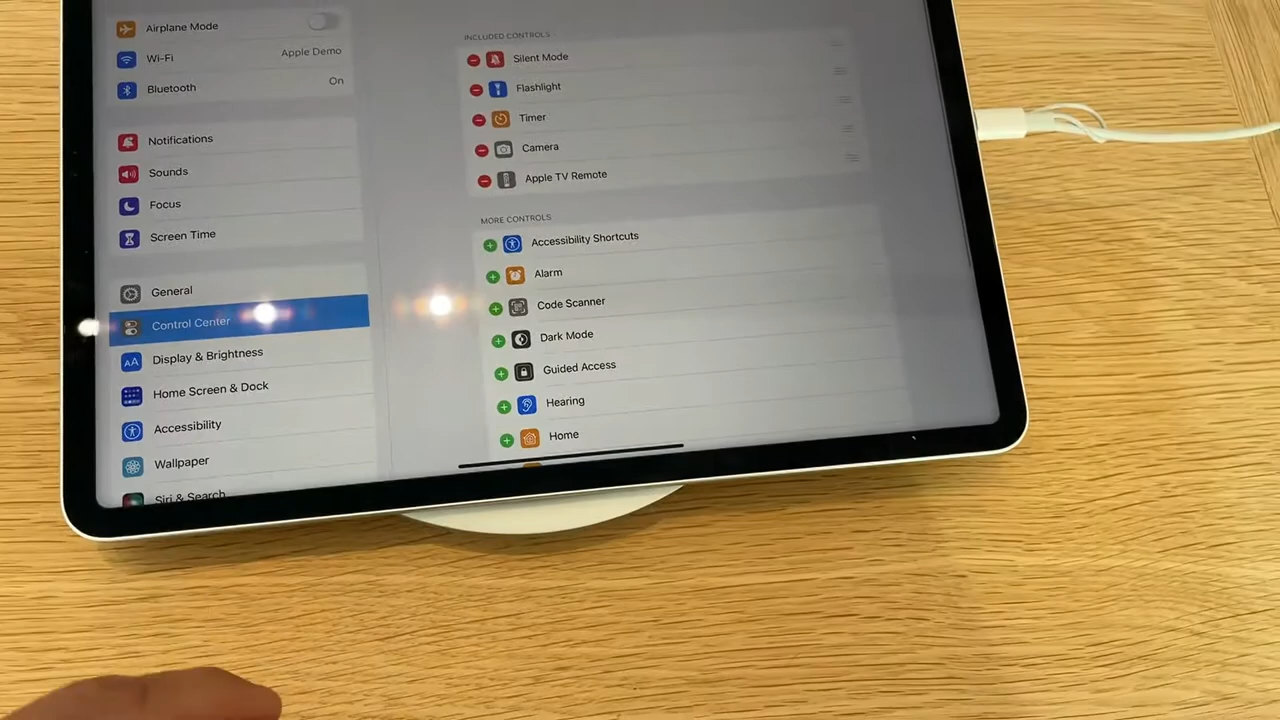 Airplane Mode
Wi-Fi
Apple Demo
Bluetooth
On
Notifications
Sounds
Focus
Screen Time
General
Control Center
Display & Brightness
Home Screen & Dock
Accessibility
Wallpaper
Siri & Search
INCLUDED CONTROLS
Silent Mode
Flashlight
Timer
Camera
Apple TV Remote
MORE CONTROLS
Accessibility Shortcuts
Alarm
Code Scanner
Dark Mode
Guided Access
Hearing
Home